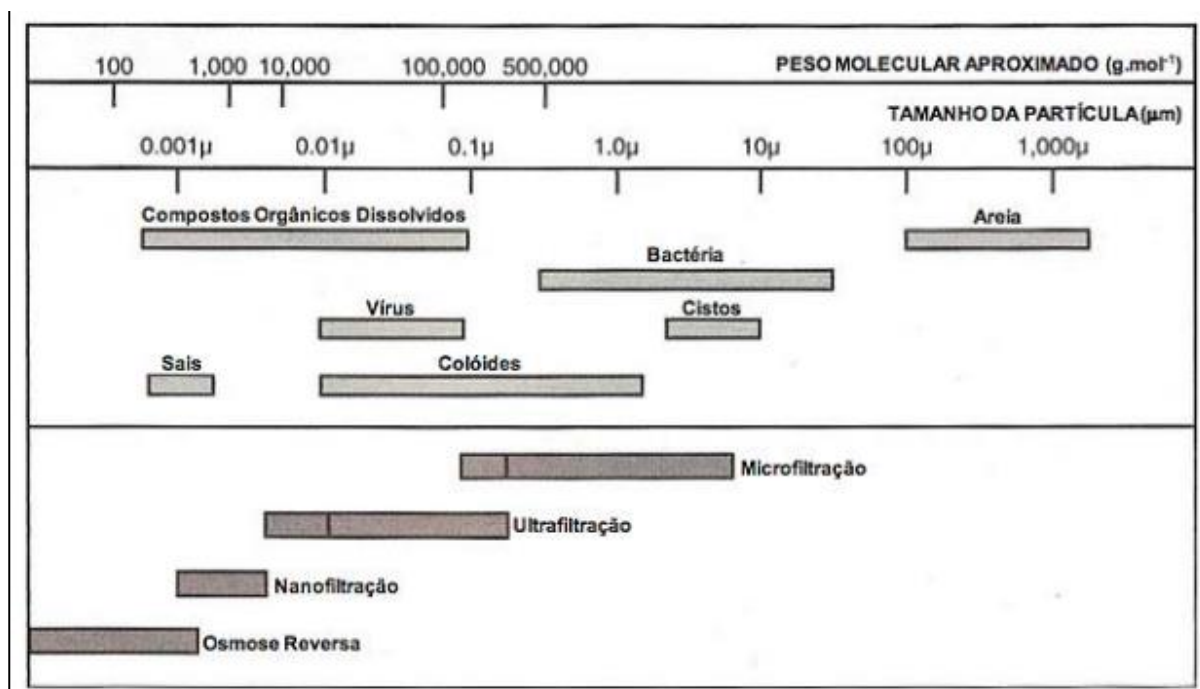 100 1,000 10,000 100,000 500,000 PESO MOLECULAR APROXIMADO (g.mol⁻¹)
TAMANHO DA PARTÍCULA (µm)
0.001µ 0.01µ 0.1µ 1.0µ 10µ 100µ 1,000µ
Compostos Orgânicos Dissolvidos Areia
Bactéria
Vírus Cistos
Sais Colóides
Microfiltração
Ultrafiltração
Nanofiltração
Osmose Reversa